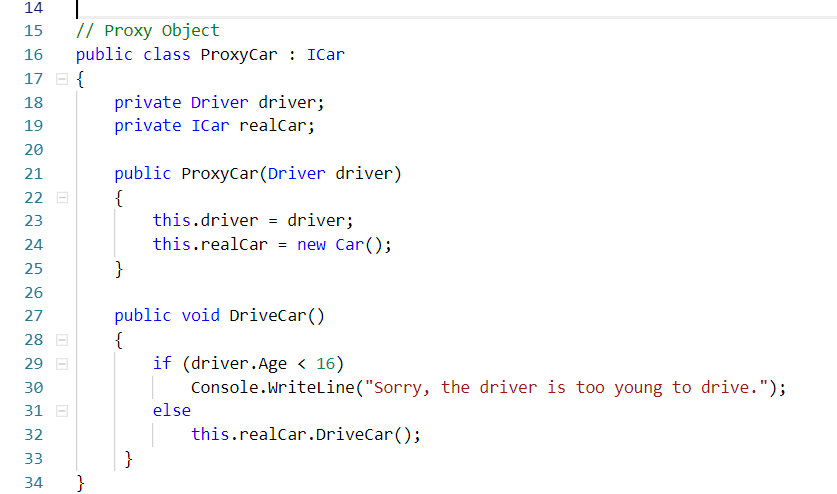 14
15 // Proxy Object
16 public class ProxyCar : ICar
17 {
18     private Driver driver;
19     private ICar realCar;
20
21     public ProxyCar(Driver driver)
22     {
23         this.driver = driver;
24         this.realCar = new Car();
25     }
26
27     public void DriveCar()
28     {
29         if (driver.Age < 16)
30             Console.WriteLine("Sorry, the driver is too young to drive.");
31         else
32             this.realCar.DriveCar();
33      }
34 }